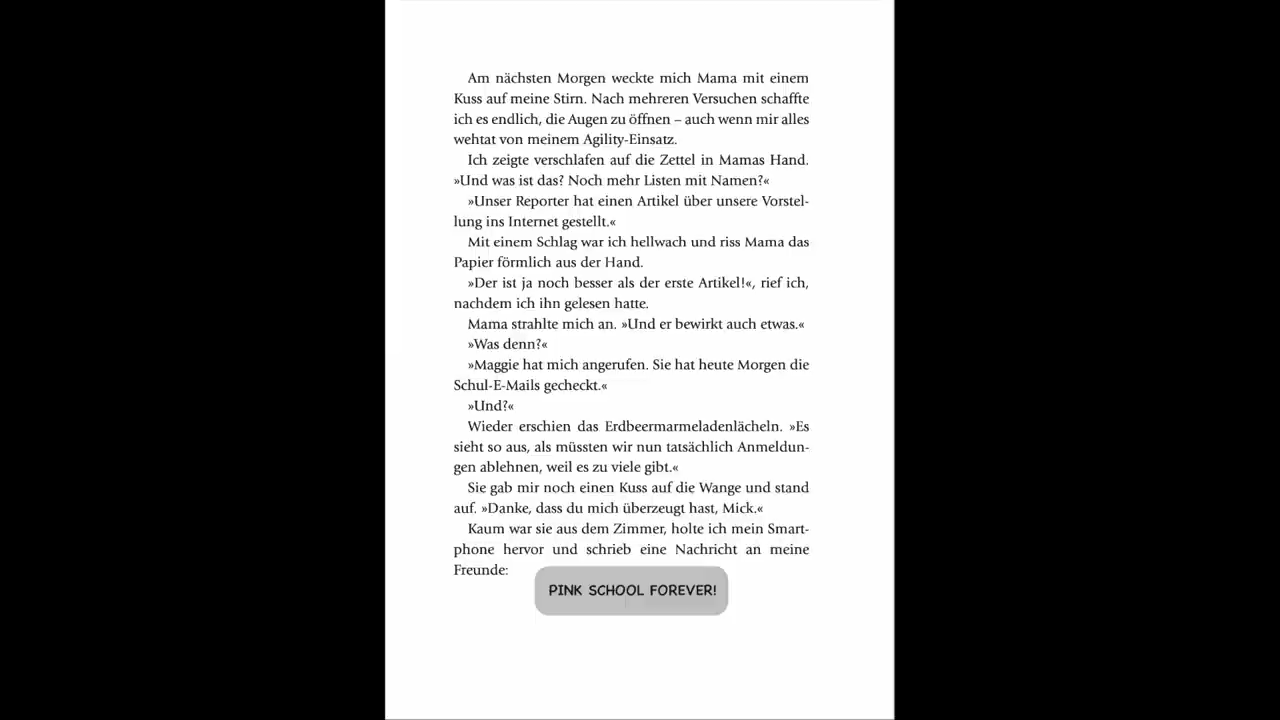 Am nächsten Morgen weckte mich Mama mit einem
Kuss auf meine Stirn. Nach mehreren Versuchen schaffte
ich es endlich, die Augen zu öffnen – auch wenn mir alles
wehtat von meinem Agility-Einsatz.
Ich zeigte verschlafen auf die Zettel in Mamas Hand.
»Und was ist das? Noch mehr Listen mit Namen?«
»Unser Reporter hat einen Artikel über unsere Vorstel-
lung ins Internet gestellt.«
Mit einem Schlag war ich hellwach und riss Mama das
Papier förmlich aus der Hand.
»Der ist ja noch besser als der erste Artikel!«, rief ich,
nachdem ich ihn gelesen hatte.
Mama strahlte mich an. »Und er bewirkt auch etwas.«
»Was denn?«
»Maggie hat mich angerufen. Sie hat heute Morgen die
Schul-E-Mails gecheckt.«
»Und?«
Wieder erschien das Erdbeermarmeladenlächeln. »Es
sieht so aus, als müssten wir nun tatsächlich Anmeldun-
gen ablehnen, weil es zu viele gibt.«
Sie gab mir noch einen Kuss auf die Wange und stand
auf. »Danke, dass du mich überzeugt hast, Mick.«
Kaum war sie aus dem Zimmer, holte ich mein Smart-
phone hervor und schrieb eine Nachricht an meine
Freunde:
PINK SCHOOL FOREVER!